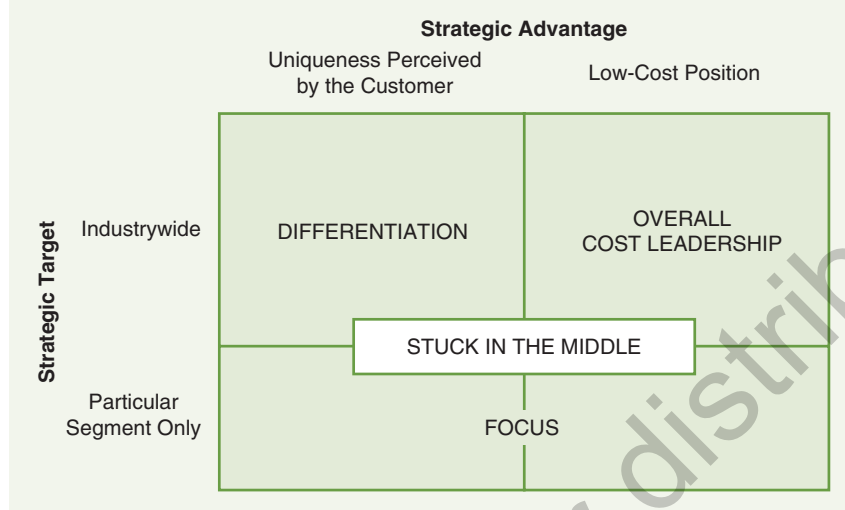 Strategic Advantage
Uniqueness Perceived
by the Customer
Low-Cost Position
Strategic Target
Industrywide
DIFFERENTIATION
OVERALL
COST LEADERSHIP
STUCK IN THE MIDDLE
Particular
Segment Only
FOCUS
distrib